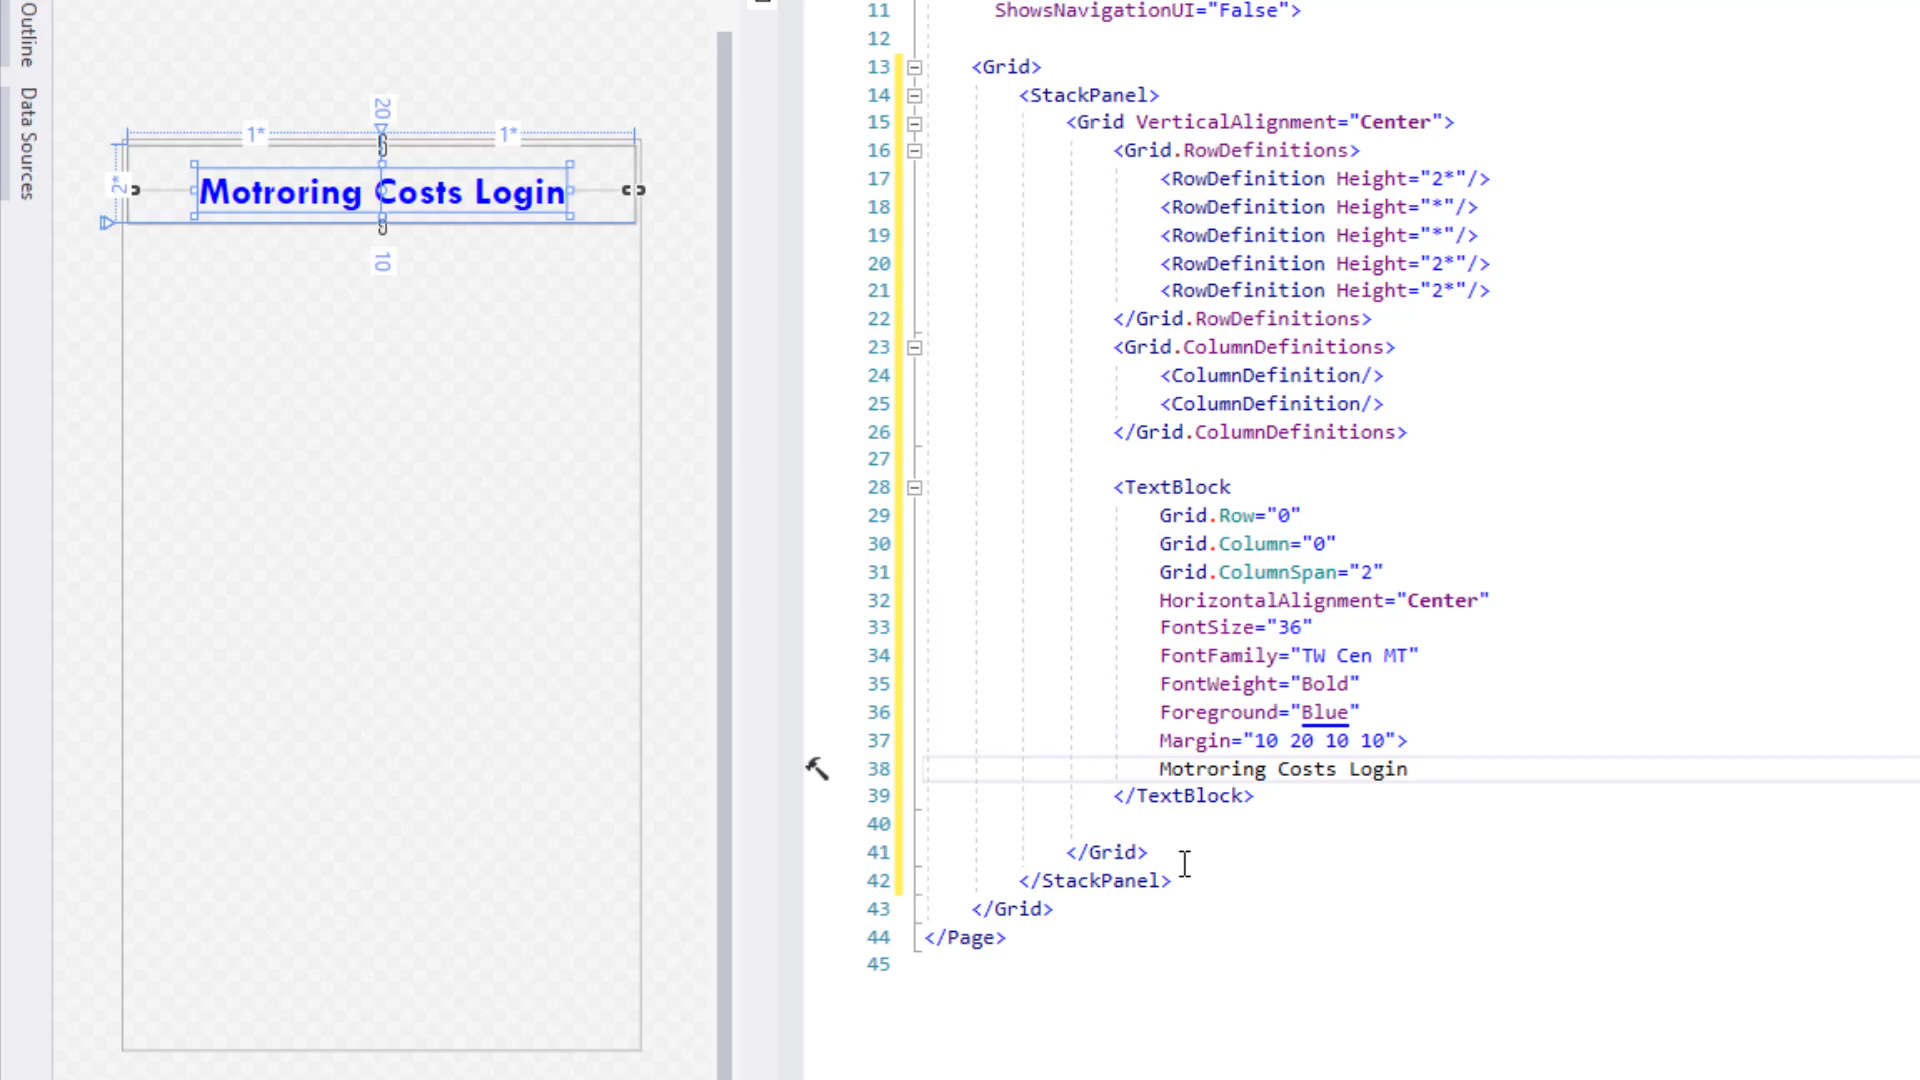 Outline
Data Sources
20
1*
1*
2*
Motroring Costs Login
10
11 ShowsNavigationUI="False">
12
13 <Grid>
14 <StackPanel>
15 <Grid VerticalAlignment="Center">
16 <Grid.RowDefinitions>
17 <RowDefinition Height="2*"/>
18 <RowDefinition Height="*"/>
19 <RowDefinition Height="*"/>
20 <RowDefinition Height="2*"/>
21 <RowDefinition Height="2*"/>
22 </Grid.RowDefinitions>
23 <Grid.ColumnDefinitions>
24 <ColumnDefinition/>
25 <ColumnDefinition/>
26 </Grid.ColumnDefinitions>
27
28 <TextBlock
29 Grid.Row="0"
30 Grid.Column="0"
31 Grid.ColumnSpan="2"
32 HorizontalAlignment="Center"
33 FontSize="36"
34 FontFamily="TW Cen MT"
35 FontWeight="Bold"
36 Foreground="Blue"
37 Margin="10 20 10 10">
38 Motroring Costs Login
39 </TextBlock>
40
41 </Grid>
42 </StackPanel>
43 </Grid>
44 </Page>
45